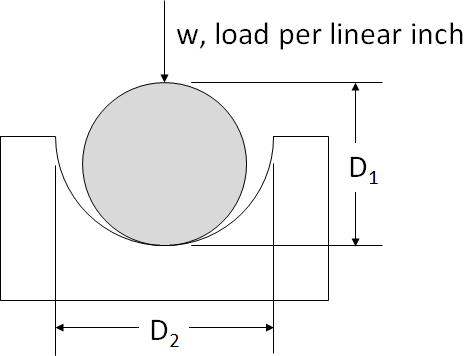 w, load per linear inch
D₁
D₂